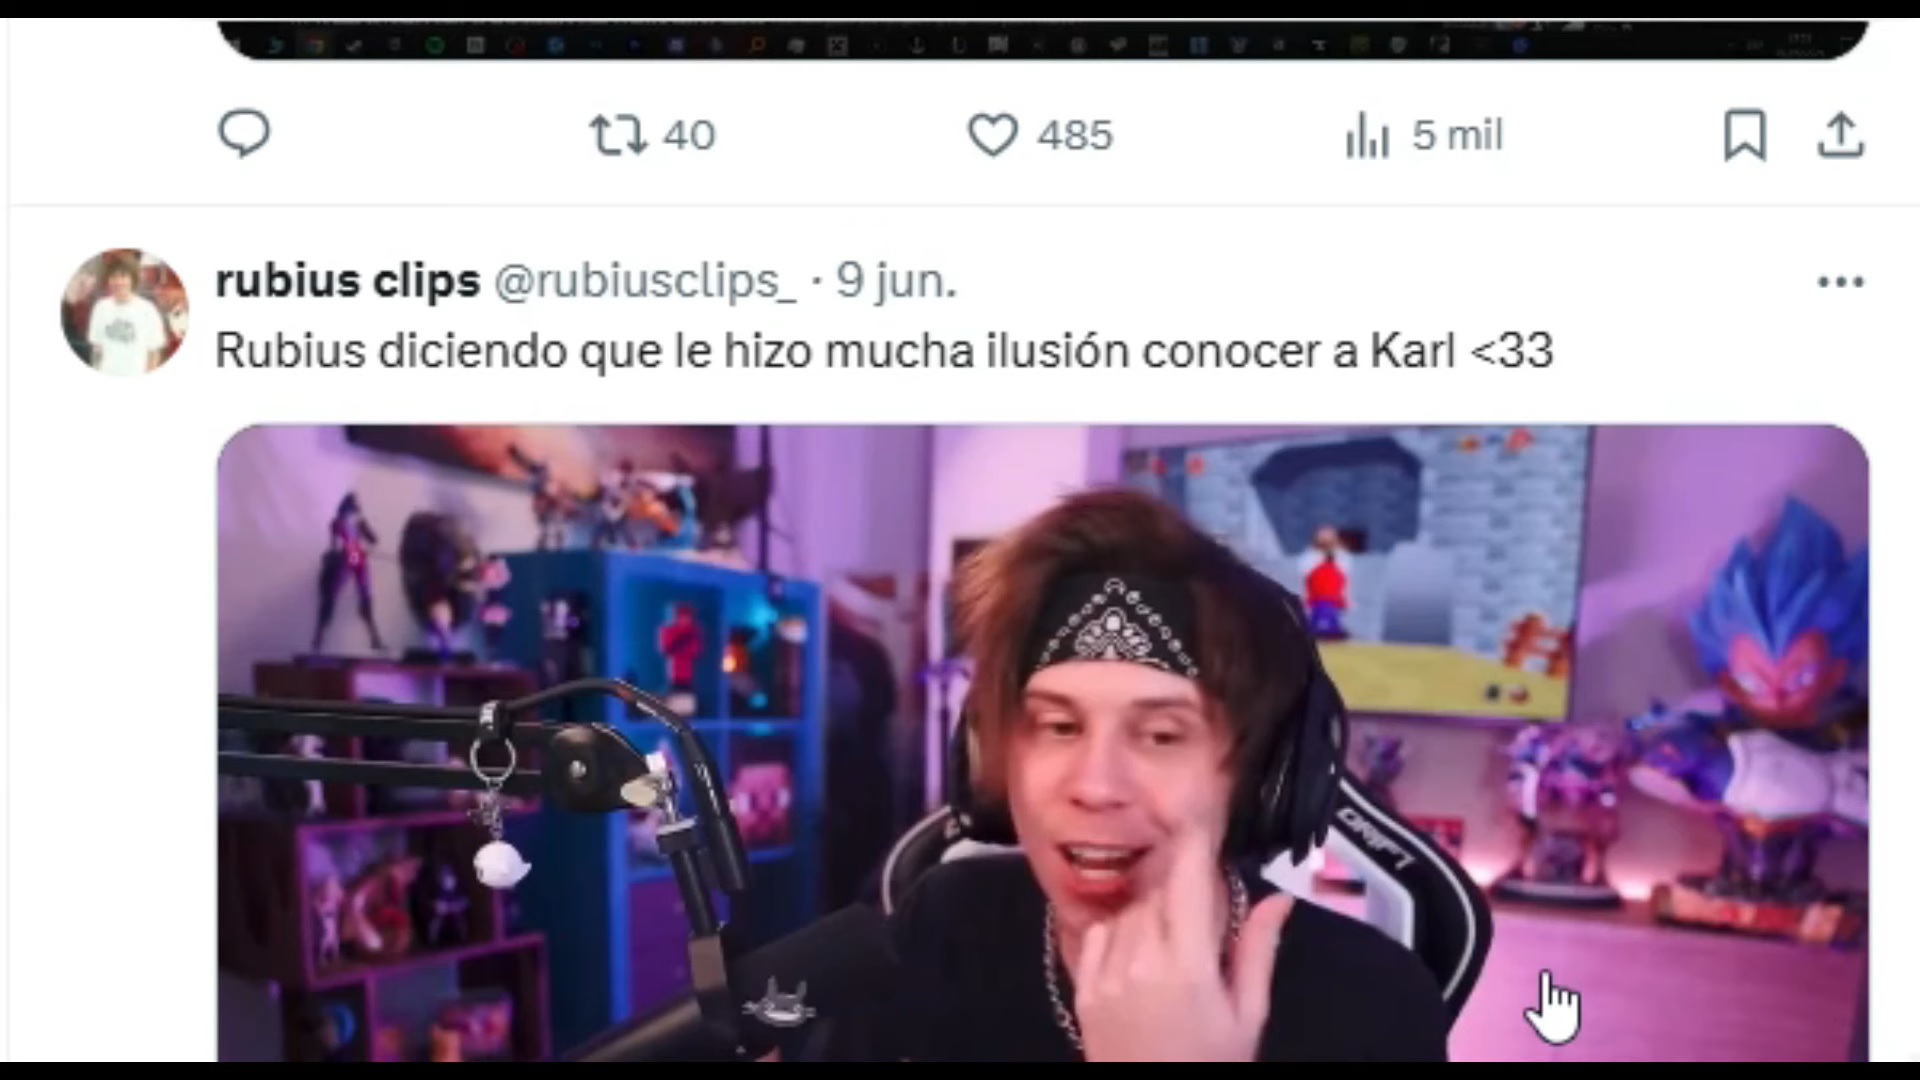 40 485 5 mil
rubius clips @rubiusclips_ · 9 jun.
Rubius diciendo que le hizo mucha ilusión conocer a Karl <33
DRIFT